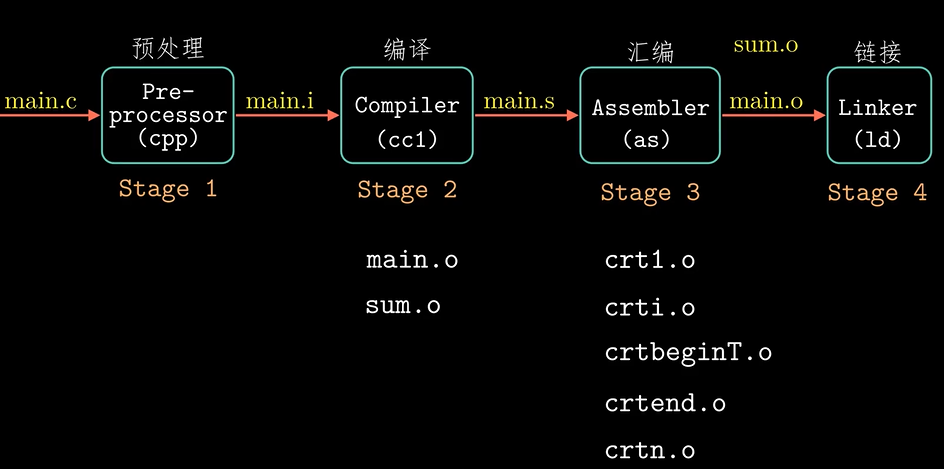 预处理
编译
汇编
sum.o
链接
main.c
Pre-
processor
(cpp)
main.i
Compiler
(cc1)
main.s
Assembler
(as)
main.o
Linker
(ld)
Stage 1
Stage 2
Stage 3
Stage 4
main.o
sum.o
crt1.o
crti.o
crtbeginT.o
crtend.o
crtn.o